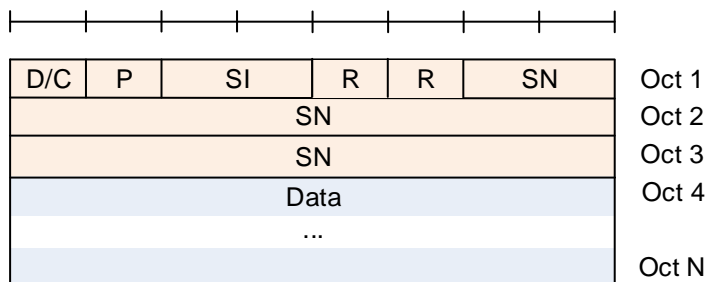 D/C P SI R R SN Oct 1
SN Oct 2
SN Oct 3
Data Oct 4
...
Oct N